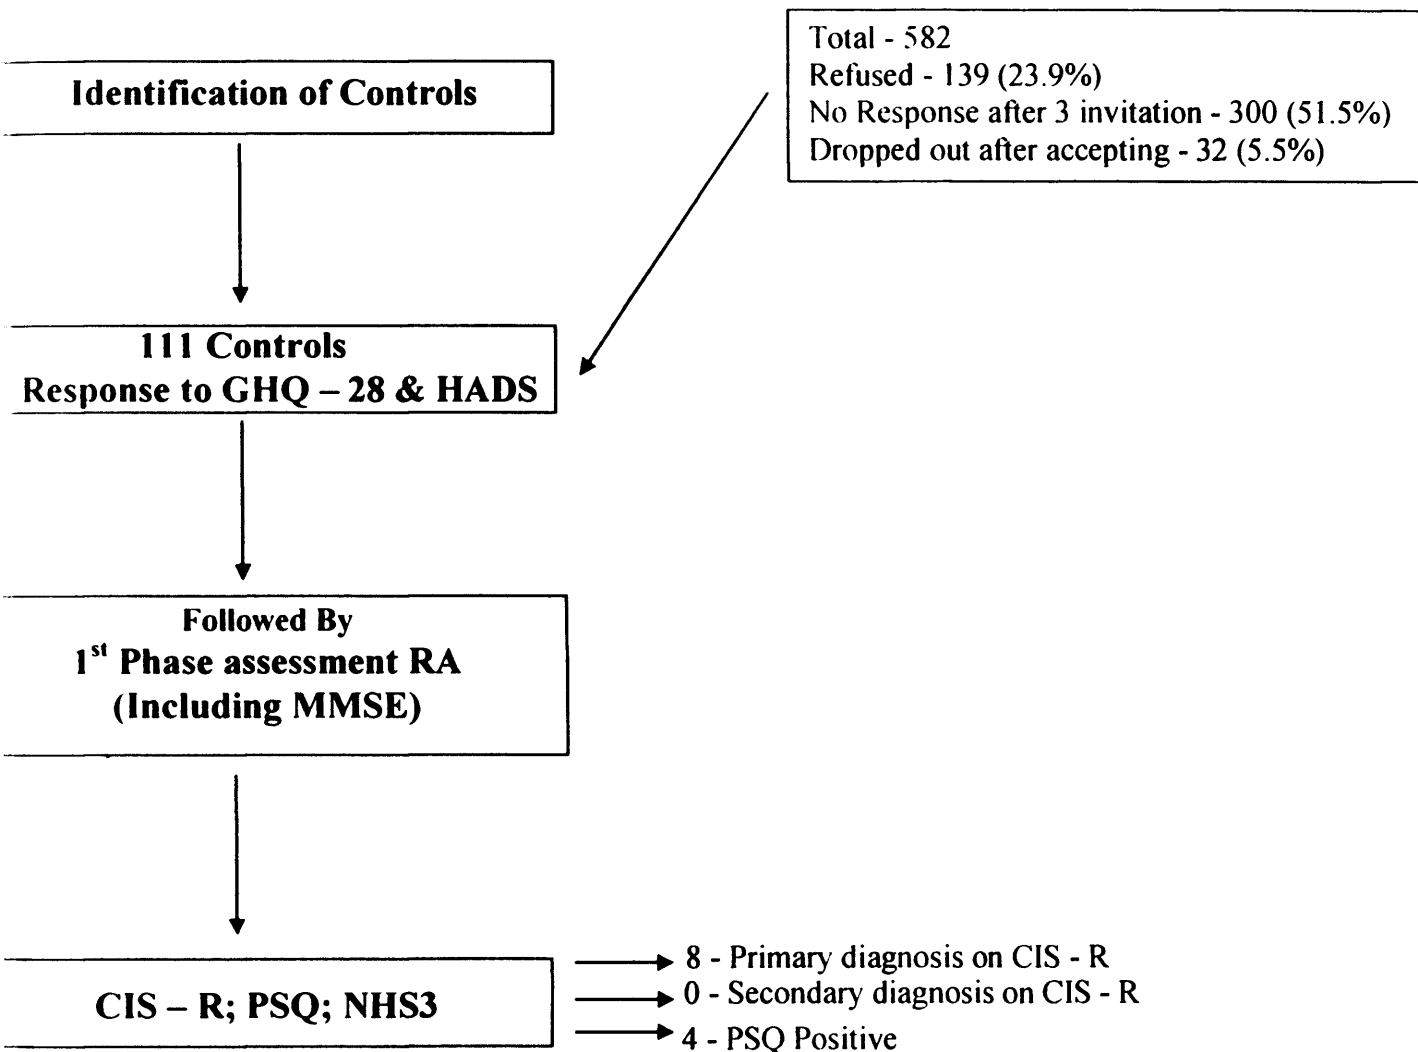 Total - 582
Refused - 139 (23.9%)
No Response after 3 invitation - 300 (51.5%)
Dropped out after accepting - 32 (5.5%)
Identification of Controls
111 Controls
Response to GHQ – 28 & HADS
Followed By
1st Phase assessment RA
(Including MMSE)
CIS – R; PSQ; NHS3
8 - Primary diagnosis on CIS - R
0 - Secondary diagnosis on CIS - R
4 - PSQ Positive